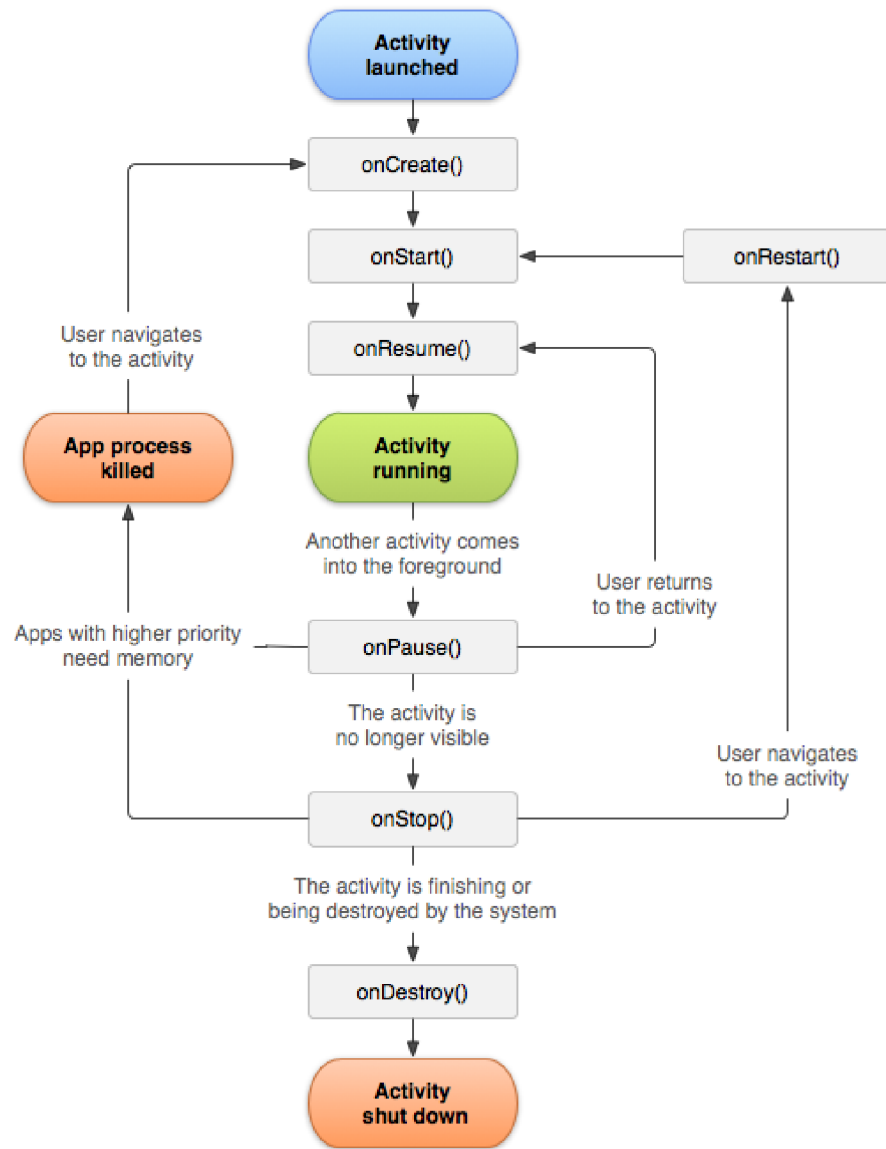 Activity
launched
onCreate()
onStart()
onRestart()
User navigates
to the activity
onResume()
App process
killed
Activity
running
Another activity comes
into the foreground
User returns
to the activity
Apps with higher priority
need memory
onPause()
The activity is
no longer visible
User navigates
to the activity
onStop()
The activity is finishing or
being destroyed by the system
onDestroy()
Activity
shut down